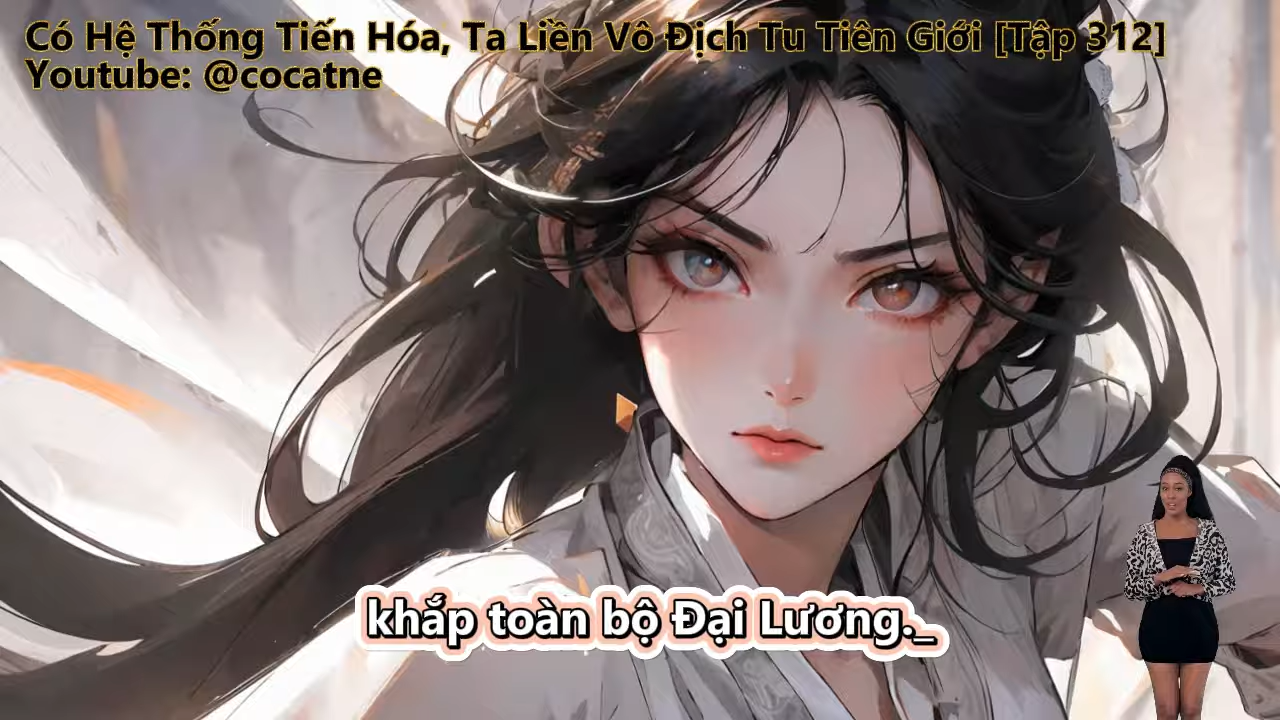 Có Hệ Thống Tiến Hóa, Ta Liền Vô Địch Tu Tiên Giới [Tập 312]
Youtube: @cocatne
khắp toàn bộ Đại Lương._